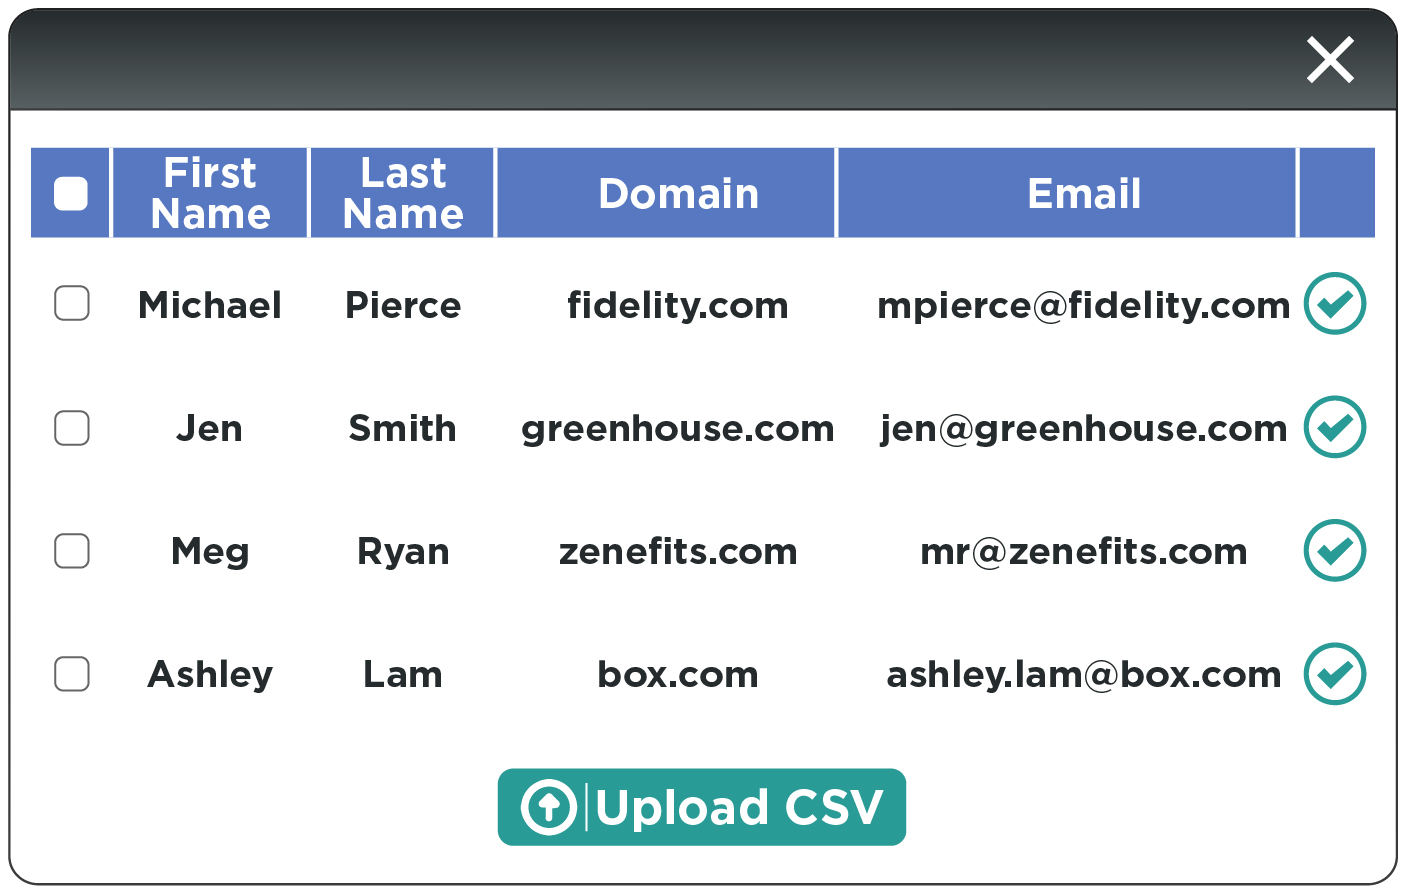 First Name Last Name Domain Email
Michael Pierce fidelity.com mpierce@fidelity.com
Jen Smith greenhouse.com jen@greenhouse.com
Meg Ryan zenefits.com mr@zenefits.com
Ashley Lam box.com ashley.lam@box.com
Upload CSV